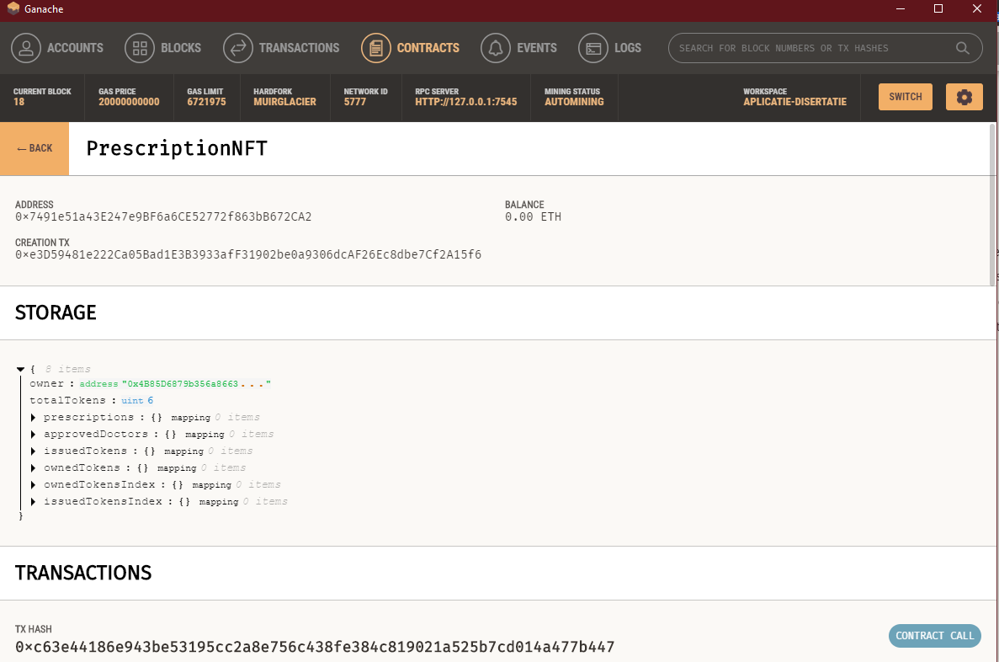 Ganache
ACCOUNTS BLOCKS TRANSACTIONS CONTRACTS EVENTS LOGS SEARCH FOR BLOCK NUMBERS OR TX HASHES
CURRENT BLOCK GAS PRICE GAS LIMIT HARDFORK NETWORK ID RPC SERVER MINING STATUS WORKSPACE
18 20000000000 6721975 MUIRGLACIER 5777 HTTP://127.0.0.1:7545 AUTOMINING APLICATIE-DISERTATIE SWITCH
← BACK PrescriptionNFT
ADDRESS BALANCE
0×7491e51a43E247e9BF6a6CE52772f863bB672CA2 0.00 ETH
CREATION TX
0×e3D59481e222Ca05Bad1E3B3933afF31902be0a9306dcAF26Ec8dbe7Cf2A15f6
STORAGE
{ 8 items
owner : address "0x4B85D6879b356a8663..."
totalTokens : uint 6
prescriptions : {} mapping 0 items
approvedDoctors : {} mapping 0 items
issuedTokens : {} mapping 0 items
ownedTokens : {} mapping 0 items
ownedTokensIndex : {} mapping 0 items
issuedTokensIndex : {} mapping 0 items
}
TRANSACTIONS
TX HASH
0×c63e44186e943be53195cc2a8e756c438fe384c819021a525b7cd014a477b447 CONTRACT CALL